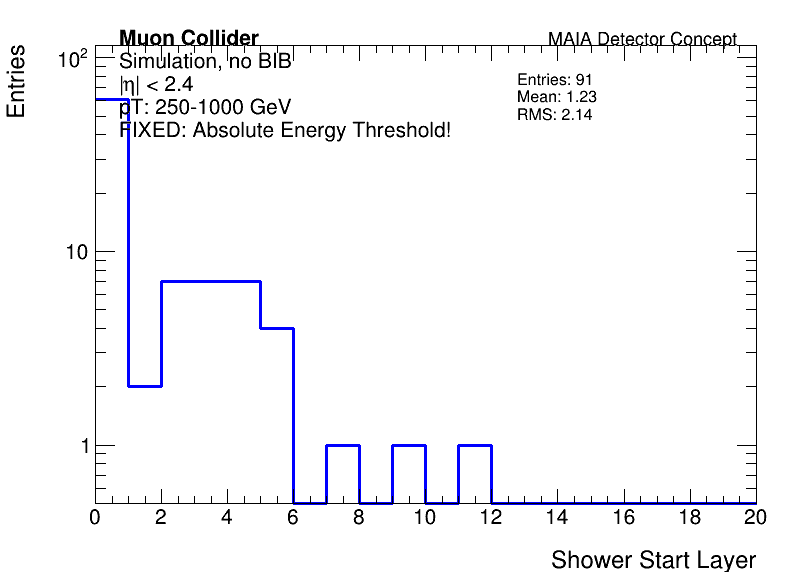 Muon Collider
MAIA Detector Concept
Simulation, no BIB
|η| < 2.4
pT: 250-1000 GeV
FIXED: Absolute Energy Threshold!
Entries: 91
Mean: 1.23
RMS: 2.14
Entries
10²
10
1
0 2 4 6 8 10 12 14 16 18 20
Shower Start Layer